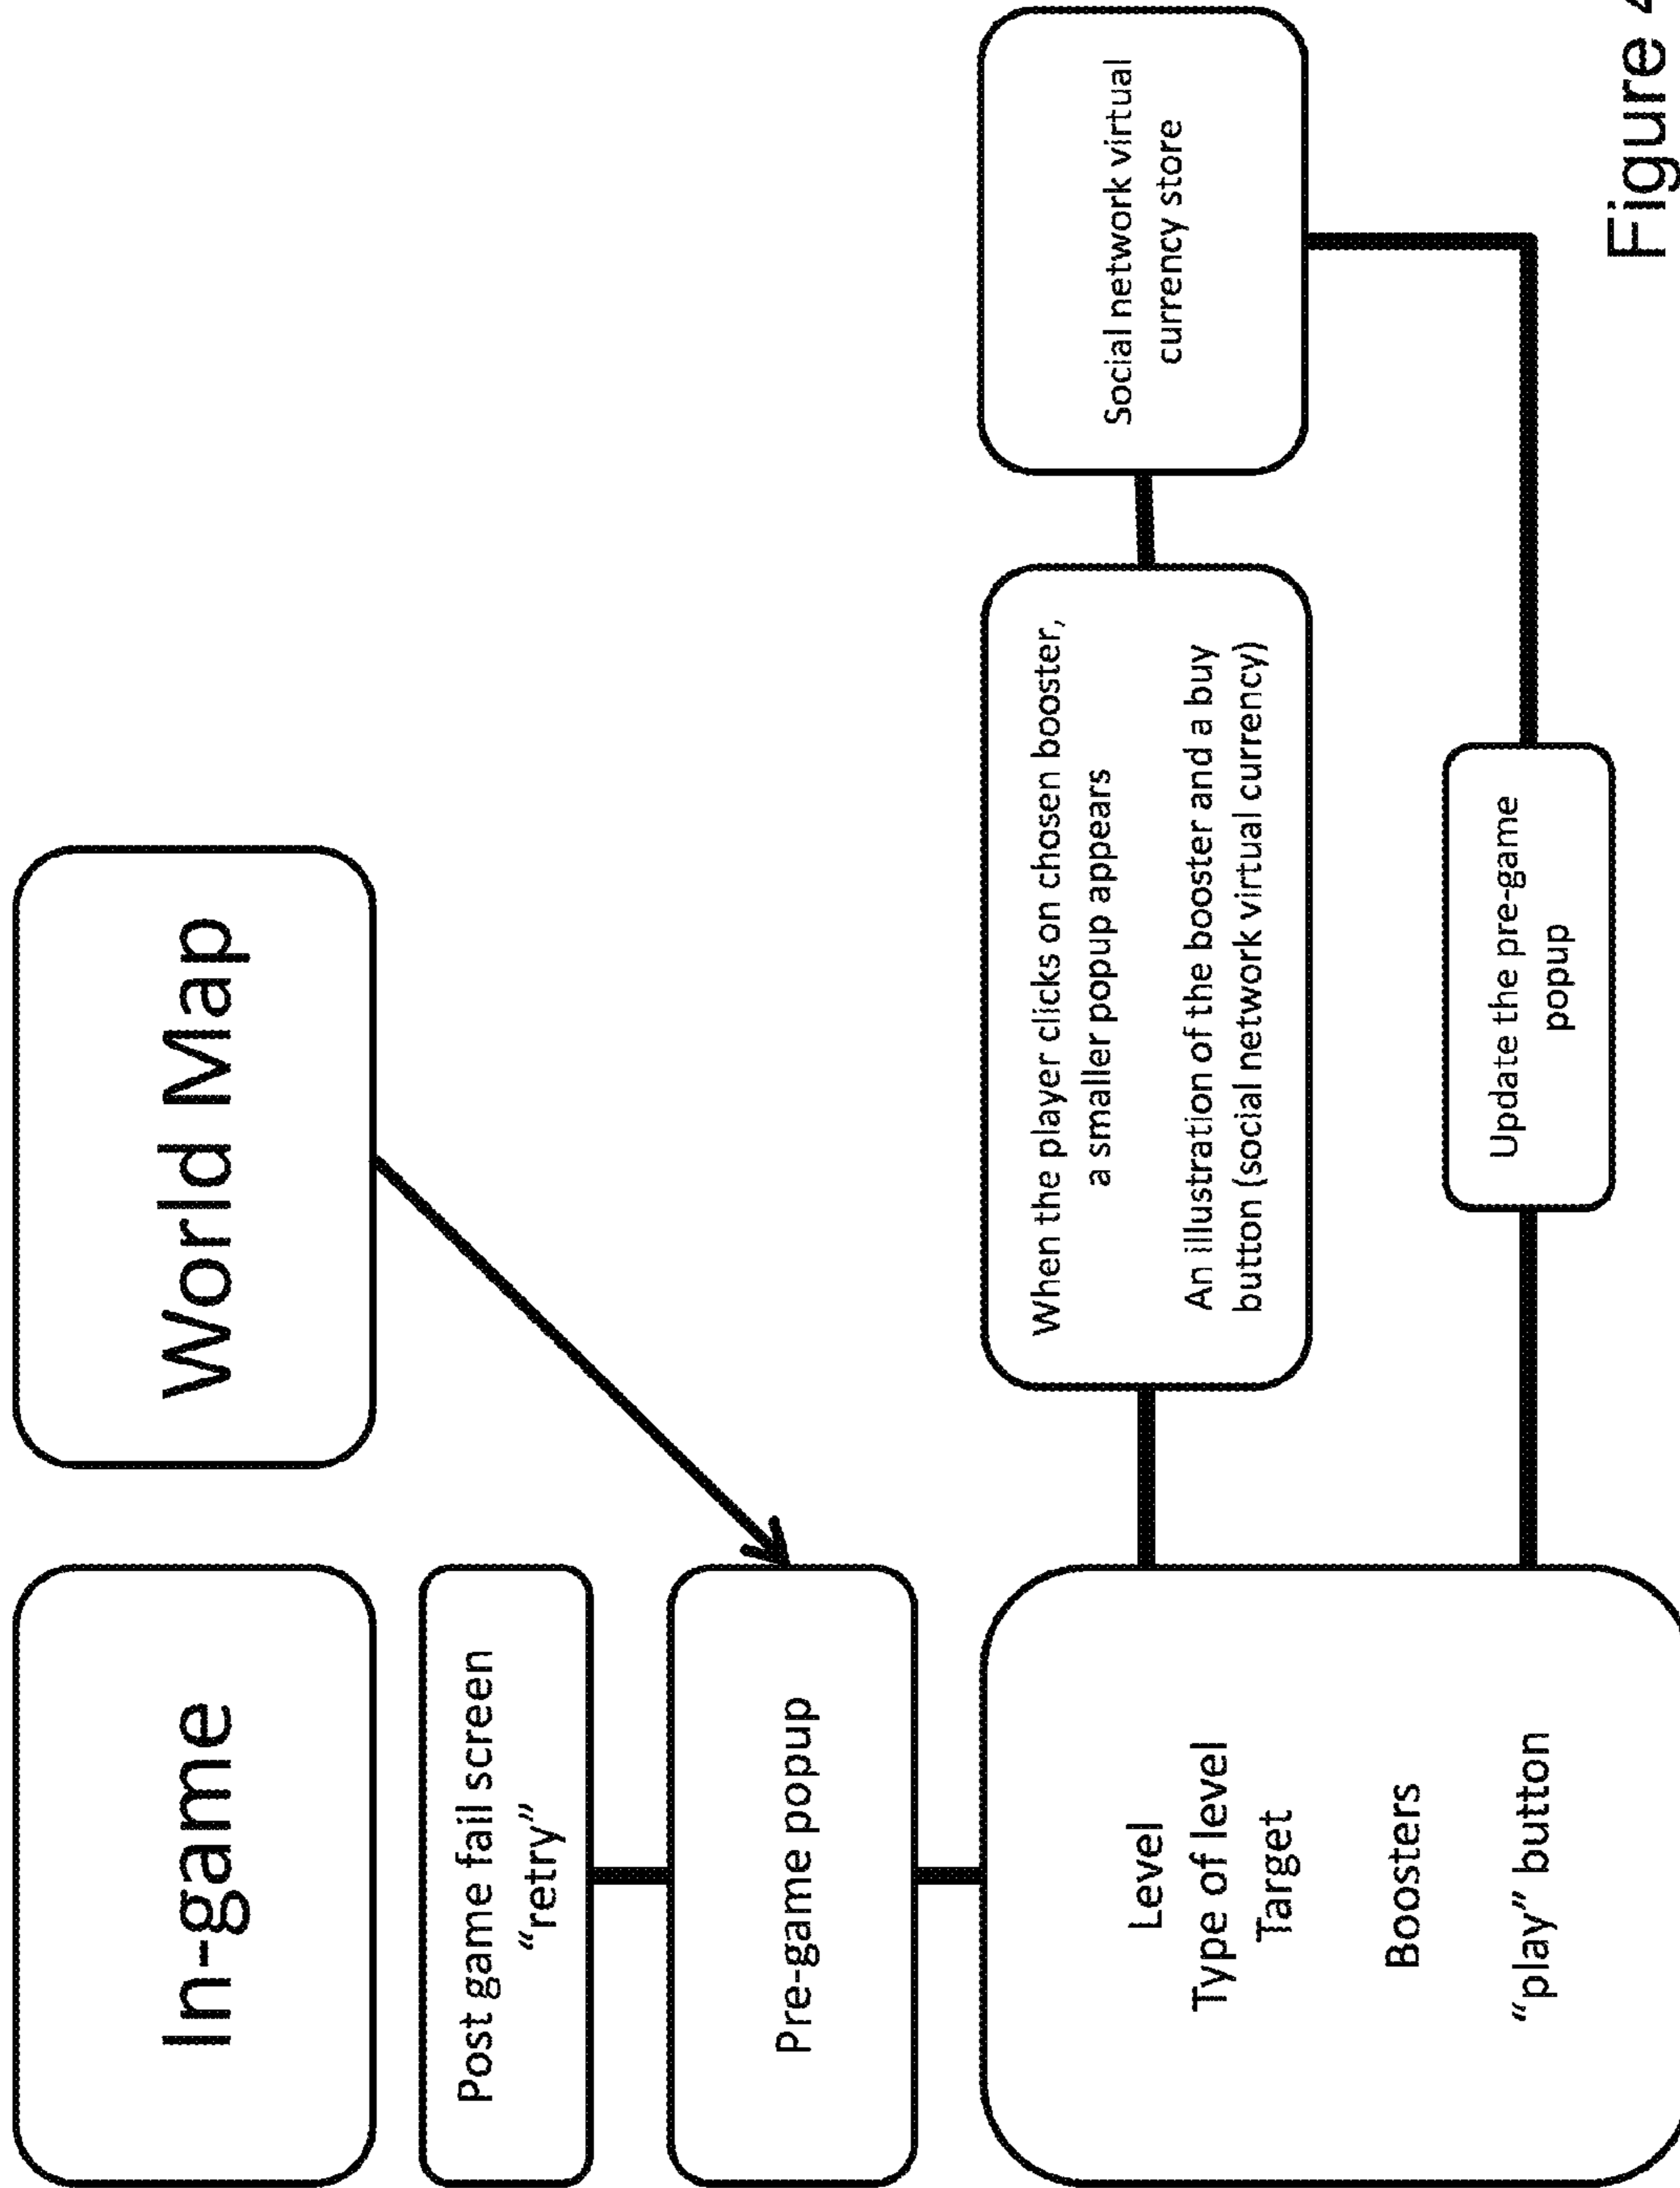 In-game
World Map
Post game fail screen
“retry”
Pre-game popup
Level
Type of level
Target
Boosters
“play” button
When the player clicks on chosen booster,
a smaller popup appears
An illustration of the booster and a buy
button (social network virtual currency)
Social network virtual
currency store
Update the pre-game
popup
Figure